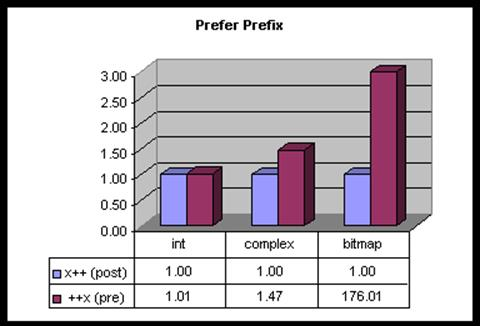 Prefer Prefix
3.00
2.50
2.00
1.50
1.00
0.50
0.00
int complex bitmap
x++ (post) 1.00 1.00 1.00
++x (pre) 1.01 1.47 176.01